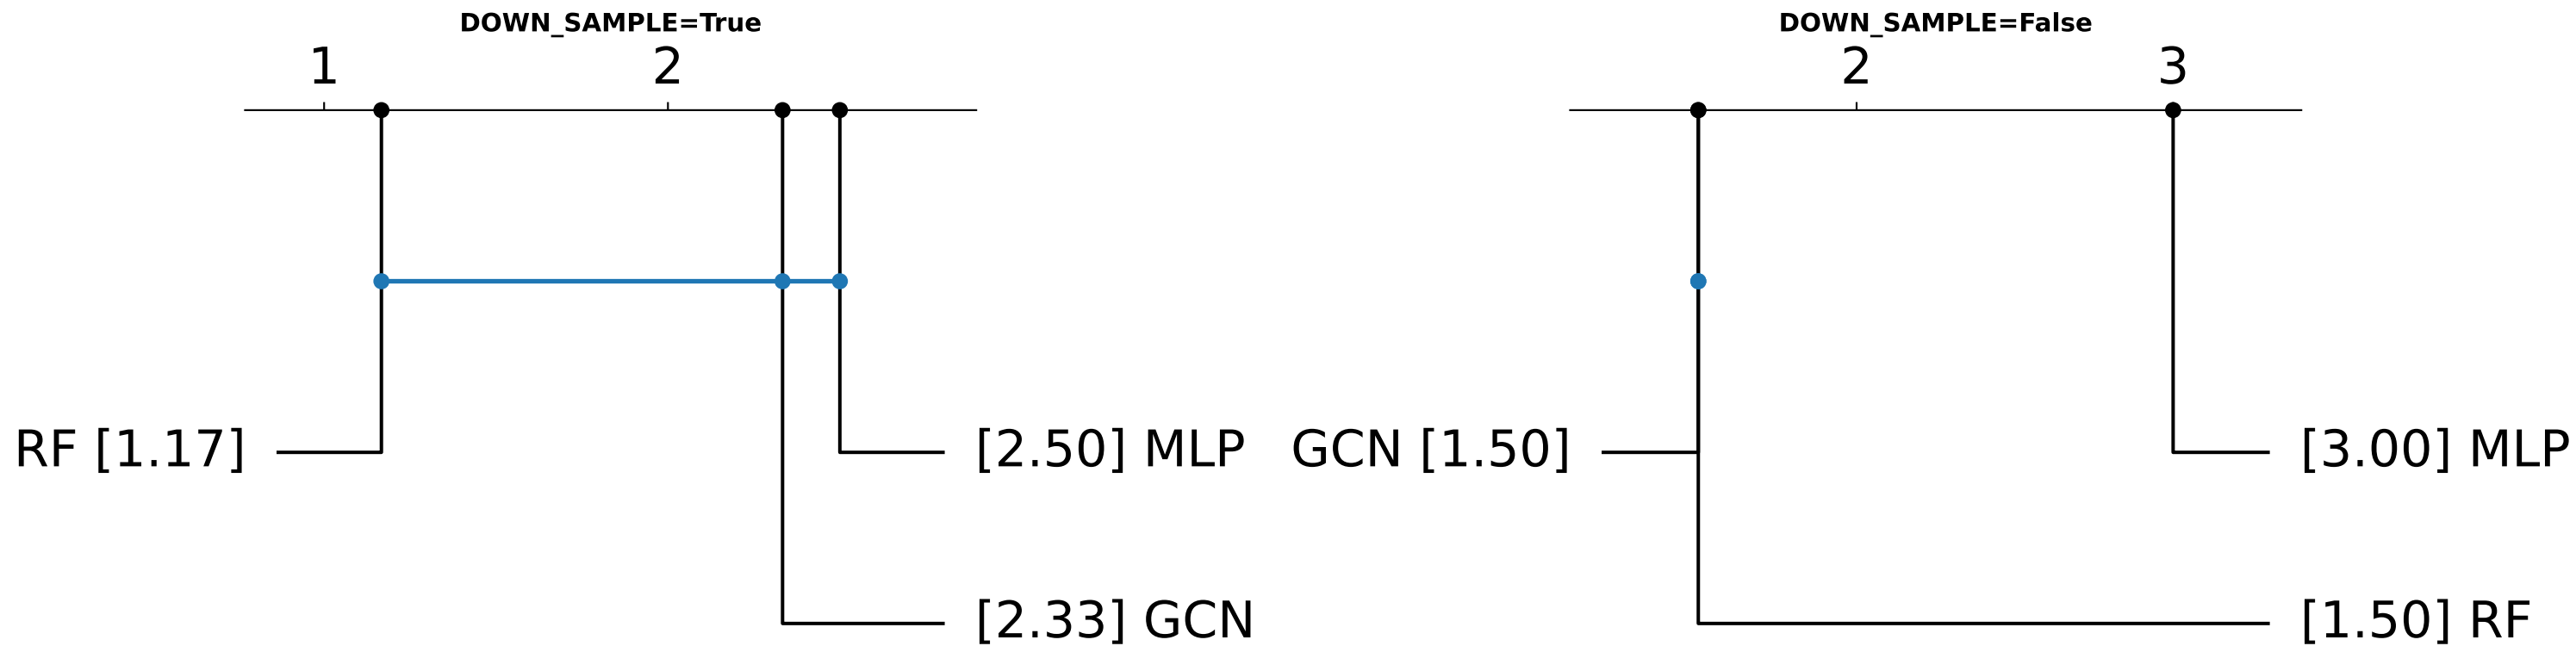 DOWN_SAMPLE=True
1 2
RF [1.17]
[2.50] MLP
[2.33] GCN
DOWN_SAMPLE=False
2 3
GCN [1.50]
[3.00] MLP
[1.50] RF